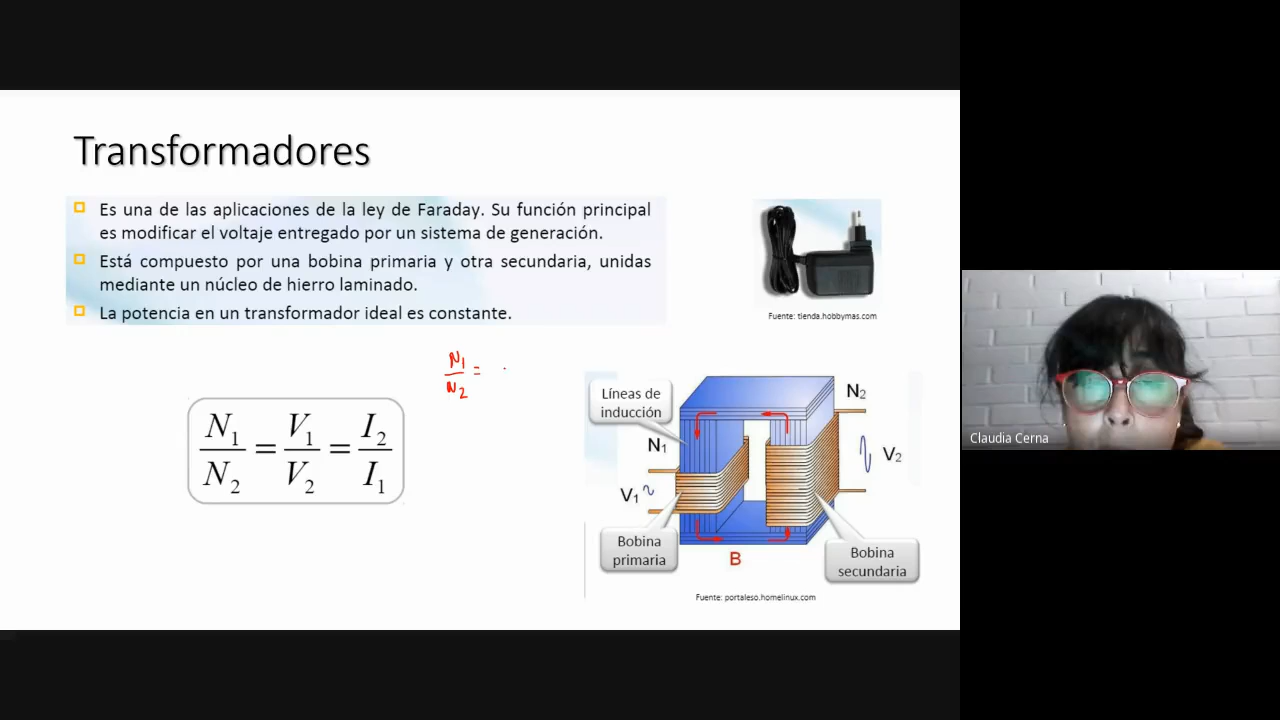 Transformadores
Es una de las aplicaciones de la ley de Faraday. Su función principal
es modificar el voltaje entregado por un sistema de generación.
Está compuesto por una bobina primaria y otra secundaria, unidas
mediante un núcleo de hierro laminado.
La potencia en un transformador ideal es constante.
Fuente: tienda.hobbymas.com
N1/N2 =
N1/N2 = V1/V2 = I2/I1
Líneas de
inducción
N1
N2
V1
V2
Bobina
primaria
B
Bobina
secundaria
Fuente: portaleso.homelinux.com
Claudia Cerna